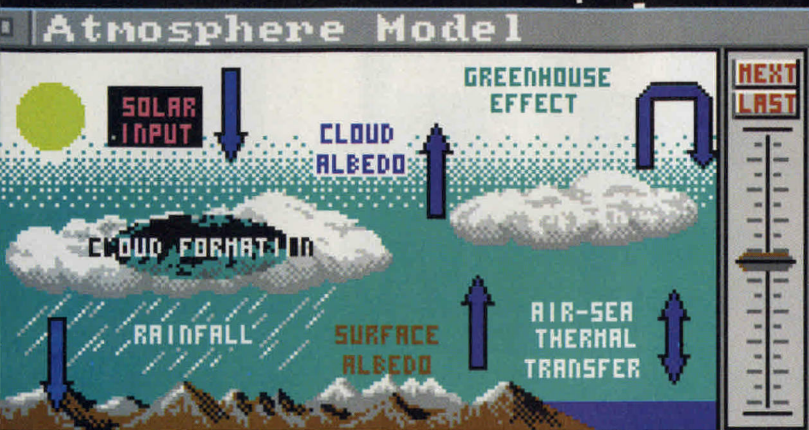 Atmosphere Model
SOLAR
INPUT
CLOUD
ALBEDO
GREENHOUSE
EFFECT
NEXT
LAST
CLOUD FORMATION
RAINFALL
SURFACE
ALBEDO
AIR-SEA
THERMAL
TRANSFER